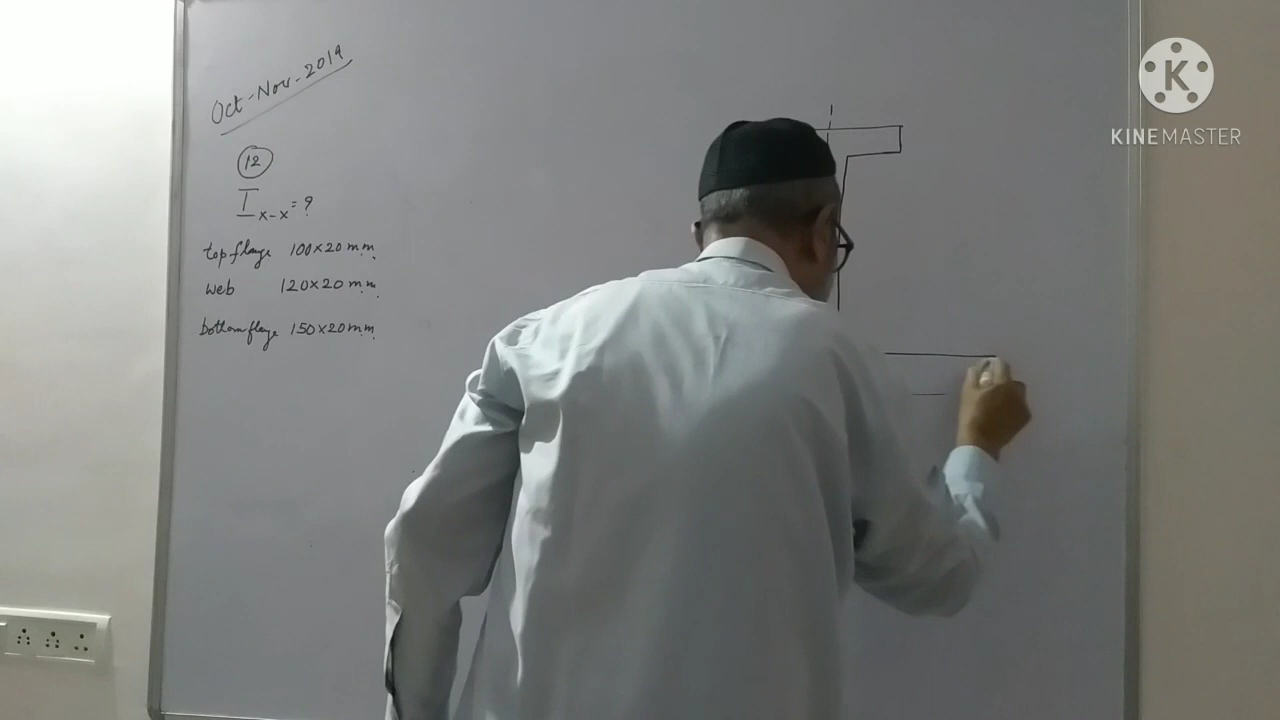 Oct-Nov-2019
12
I x-x = ?
top flange 100×20 mm
web 120×20 mm
bottom flange 150×20 mm
K
KINEMASTER